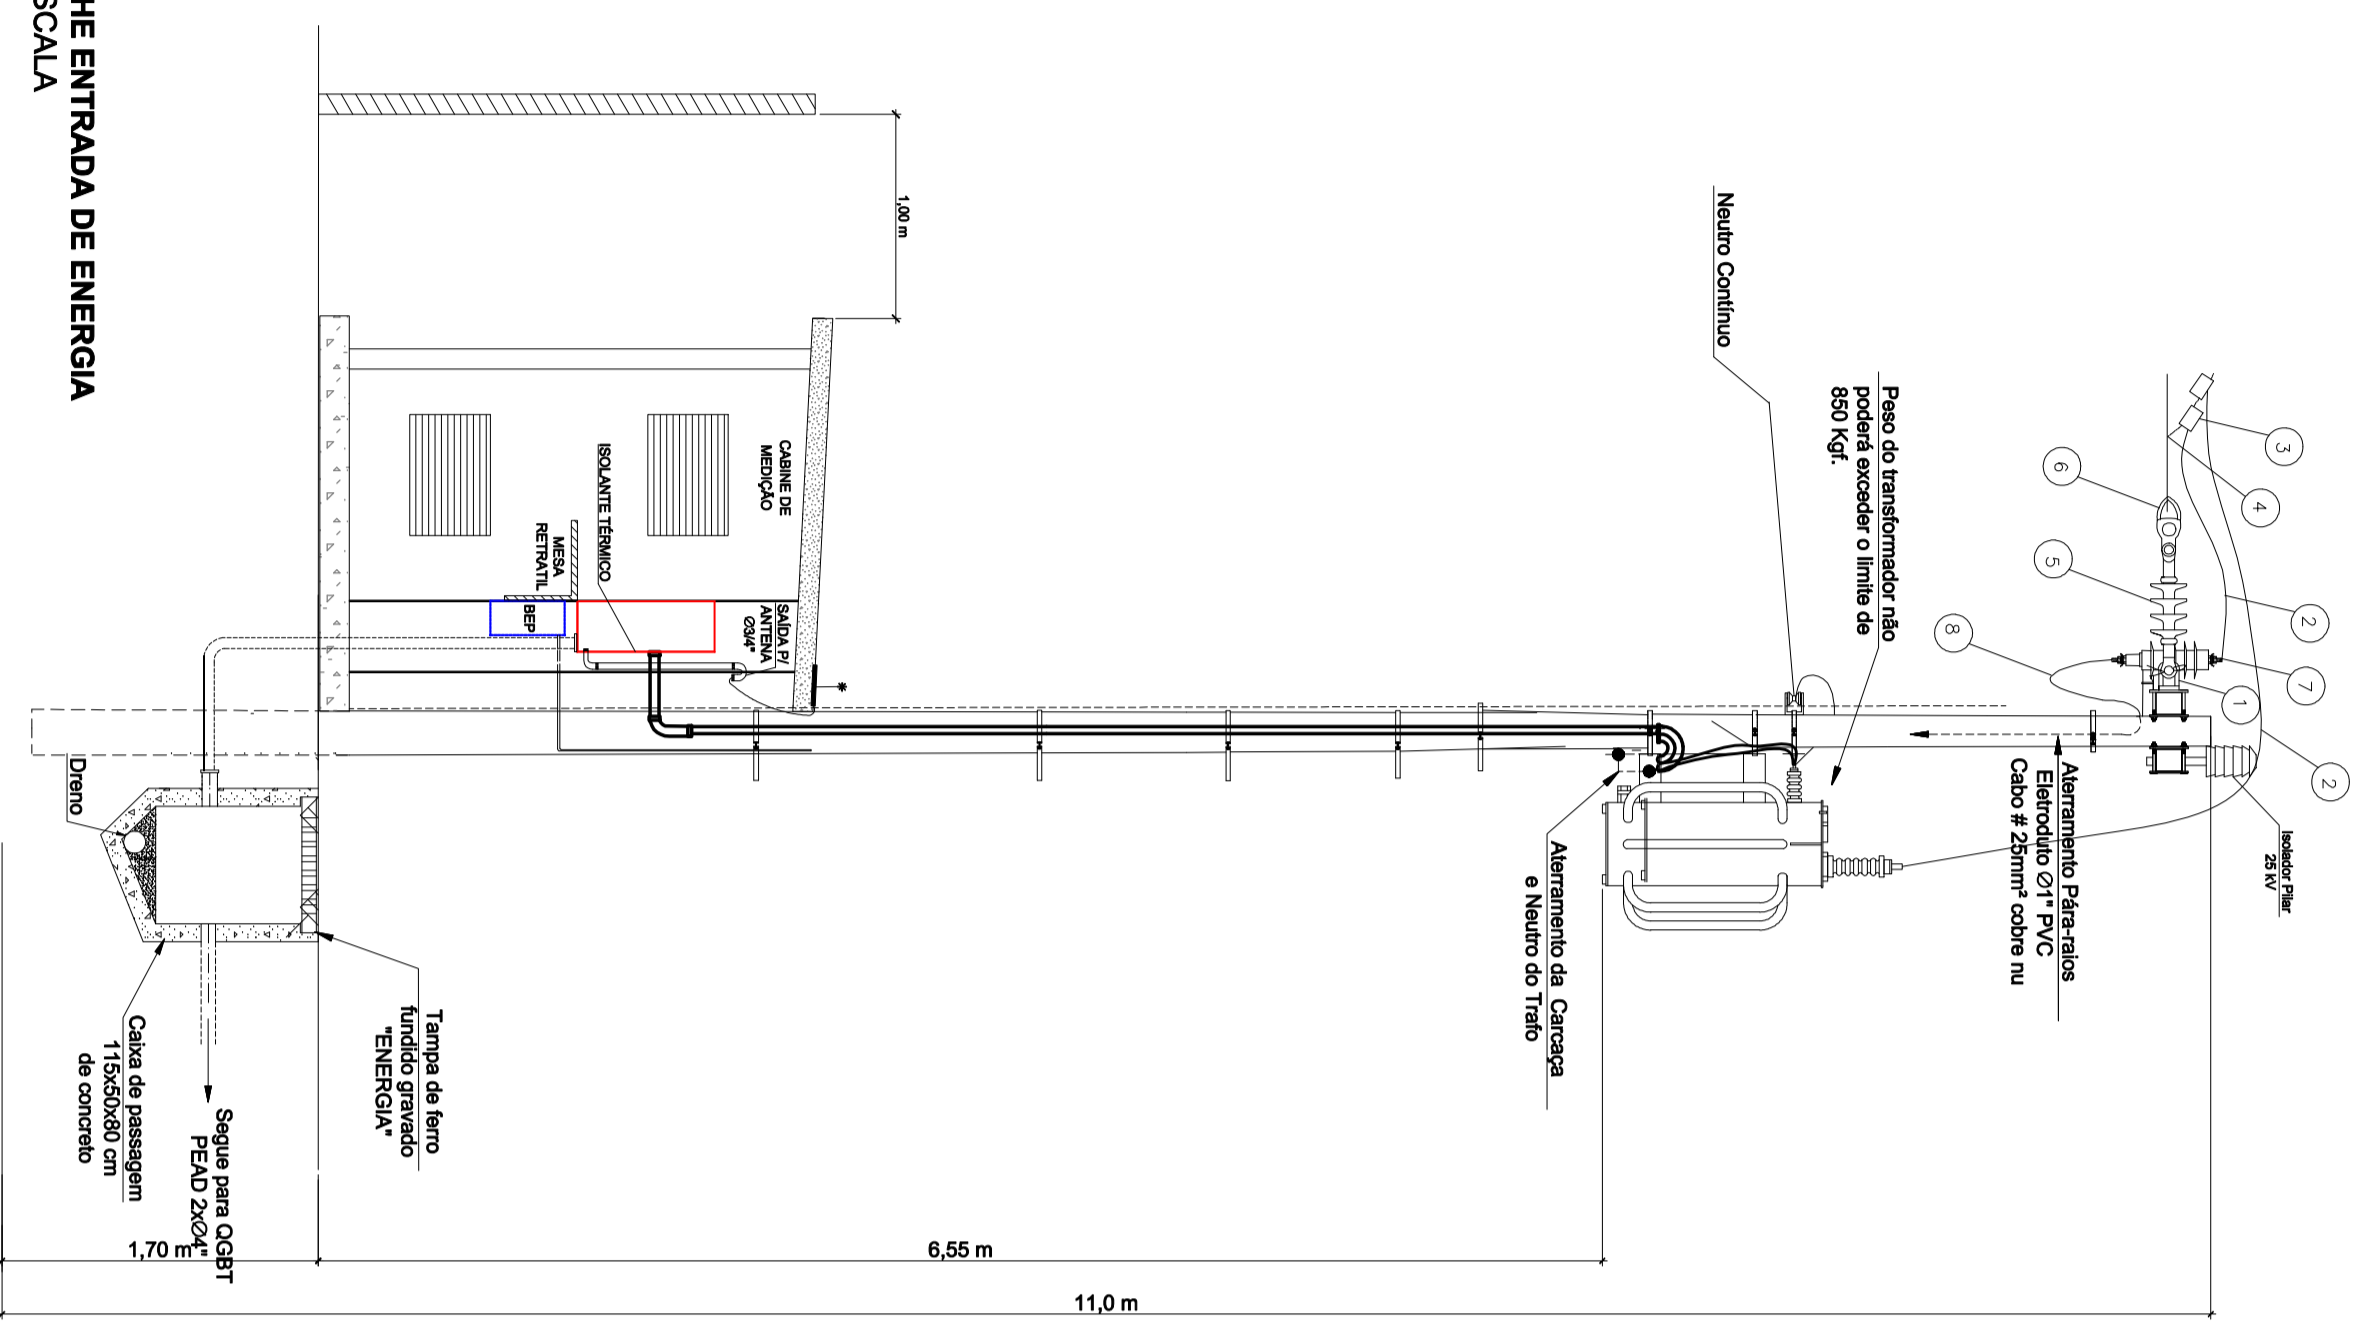 HE ENTRADA DE ENERGIA
SCALA
1,00 m
Neutro Contínuo
Peso do transformador não
poderá exceder o limite de
850 Kgf.
3
6
4
5
2
8
7
1
2
Isolador Pilar
25 kV
Aterramento Pára-raios
Eletroduto Ø1" PVC
Cabo # 25mm² cobre nu
Aterramento da Carcaça
e Neutro do Trafo
CABINE DE
MEDIÇÃO
ISOLANTE TÉRMICO
MESA
RETRATIL
BEP
SAÍDA P/
ANTENA
Ø3/4"
*
Dreno
Tampa de ferro
fundido gravado
"ENERGIA"
Caixa de passagem
115x50x80 cm
de concreto
Segue para QGBT
PEAD 2xØ4"
1,70 m
6,55 m
11,0 m